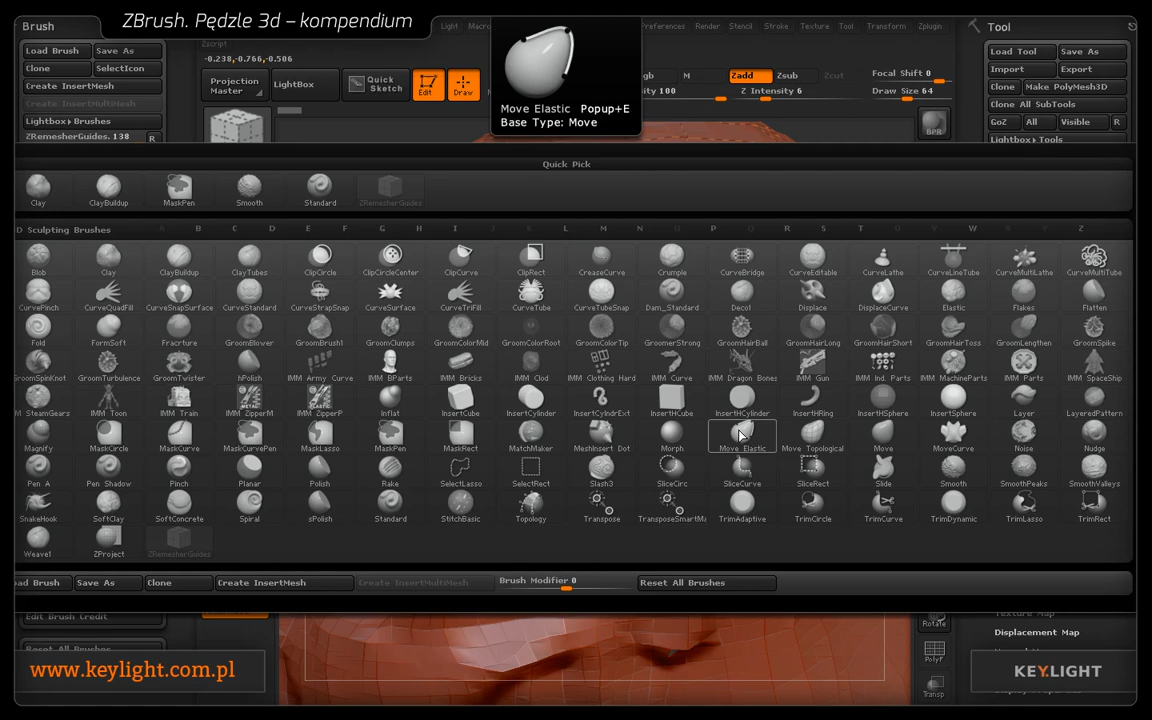 Brush
ZBrush. Pędzle 3d – kompendium
Light
Preferences
Render
Stencil
Stroke
Texture
Tool
Transform
Zplugin
Zscript
Tool
Load Brush
Save As
Clone
SelectIcon
Create InsertMesh
Create InsertMultiMesh
Lightbox▸Brushes
ZRemesherGuides. 138
R
-0.238,-0.766,-0.506
Projection Master
LightBox
Quick Sketch
Edit
Draw
Move Elastic Popup+E
Base Type: Move
M
Zadd
Zsub
Zcut
Z Intensity 6
Focal Shift 0
Draw Size 64
BPR
Load Tool
Save As
Import
Export
Clone
Make PolyMesh3D
Clone All SubTools
GoZ
All
Visible
R
Lightbox▸Tools
Quick Pick
Clay ClayBuildup MaskPen Smooth Standard ZRemesherGuides
D Sculpting Brushes A B C D E F G H I L M N P R S T W Z
Blob Clay ClayBuildup ClayTubes ClipCircle ClipCircleCenter ClipCurve ClipRect CreaseCurve Crumple CurveBridge CurveEditable CurveLathe CurveLineTube CurveMultiLathe CurveMultiTube
CurvePinch CurveQuadFill CurveSnapSurface CurveStandard CurveStrapSnap CurveSurface CurveTriFill CurveTube CurveTubeSnap Dam_Standard Deco1 Displace DisplaceCurve Elastic Flakes Flatten
Fold FormSoft Fracrture GroomBlower GroomBrush1 GroomClumps GroomColorMid GroomColorRoot GroomColorTip GroomerStrong GroomHairBall GroomHairLong GroomHairShort GroomHairToss GroomLengthen GroomSpike
GroomSpinKnot GroomTurbulence GroomTwister hPolish IMM Army Curve IMM BParts IMM Bricks IMM Clod IMM Clothing Hard IMM Curve IMM Dragon Bones IMM Gun IMM Ind. Parts IMM MachineParts IMM Parts IMM SpaceShip
IMM SteamGears IMM Toon IMM Train IMM ZipperM IMM ZipperP Inflat InsertCube InsertCylinder InsertCylndrExt InsertHCube InsertHCylinder InsertHRing InsertHSphere InsertSphere Layer LayeredPattern
Magnify MaskCircle MaskCurve MaskCurvePen MaskLasso MaskPen MaskRect MatchMaker MeshInsert Dot Morph Move Elastic Move Topological Move MoveCurve Noise Nudge
Pen A Pen Shadow Pinch Planar Polish Rake SelectLasso SelectRect Slash3 SliceCirc SliceCurve SliceRect Slide Smooth SmoothPeaks SmoothValleys
SnakeHook SoftClay SoftConcrete Spiral sPolish Standard StitchBasic Topology Transpose TransposeSmartMa TrimAdaptive TrimCircle TrimCurve TrimDynamic TrimLasso TrimRect
Weave1 ZProject ZRemesherGuides
ad Brush Save As Clone Create InsertMesh Create InsertMultiMesh Brush Modifier 0 Reset All Brushes
Edit Brush Credit
Rotate
PolyF
Transp
Displacement Map
www.keylight.com.pl
KEYLIGHT